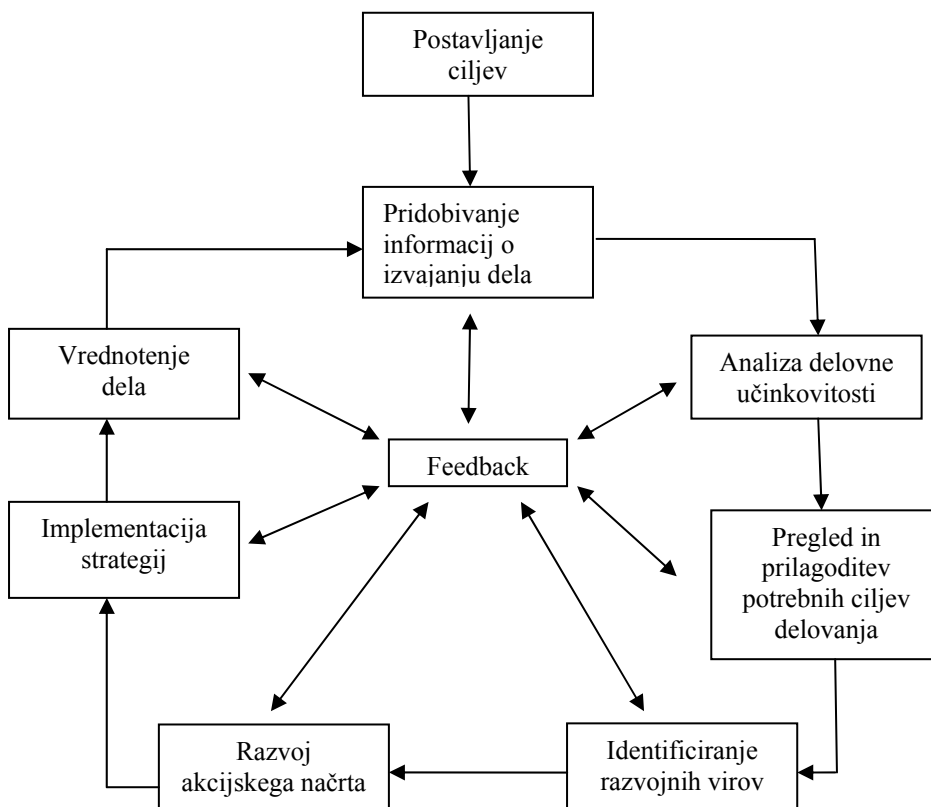 Postavljanje
ciljev
Pridobivanje
informacij o
izvajanju dela
Vrednotenje
dela
Analiza delovne
učinkovitosti
Feedback
Implementacija
strategij
Pregled in
prilagoditev
potrebnih ciljev
delovanja
Razvoj
akcijskega načrta
Identificiranje
razvojnih virov